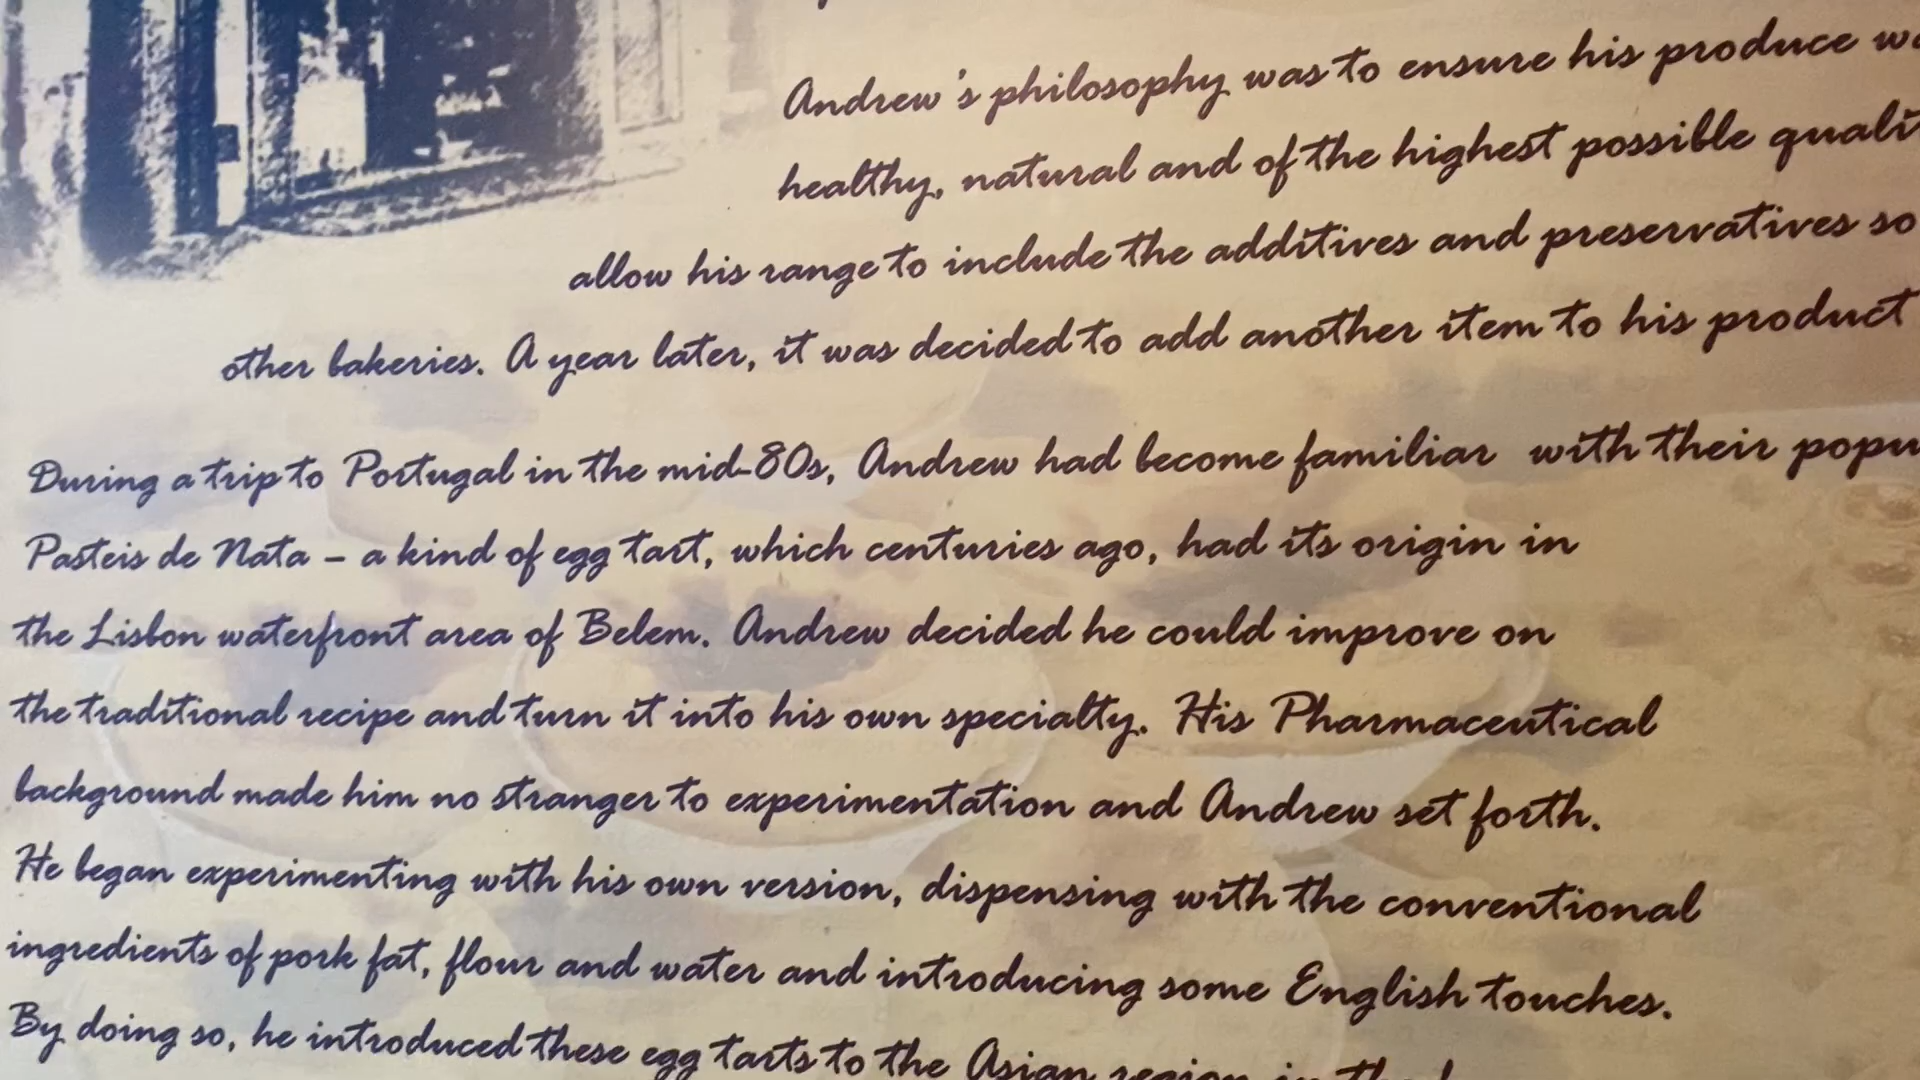 Andrew's philosophy was to ensure his produce
healthy, natural and of the highest possible
allow his range to include the additives and preservatives so
other bakeries. A year later, it was decided to add another item to his product
During a trip to Portugal in the mid-80s, Andrew had become familiar with their
Pasteis de Nata – a kind of egg tart, which centuries ago, had its origin in
the Lisbon waterfront area of Belem. Andrew decided he could improve on
the traditional recipe and turn it into his own specialty. His Pharmaceutical
background made him no stranger to experimentation and Andrew set forth.
He began experimenting with his own version, dispensing with the conventional
ingredients of pork fat, flour and water and introducing some English touches.
By doing so, he introduced these egg tarts to the Asian region in the